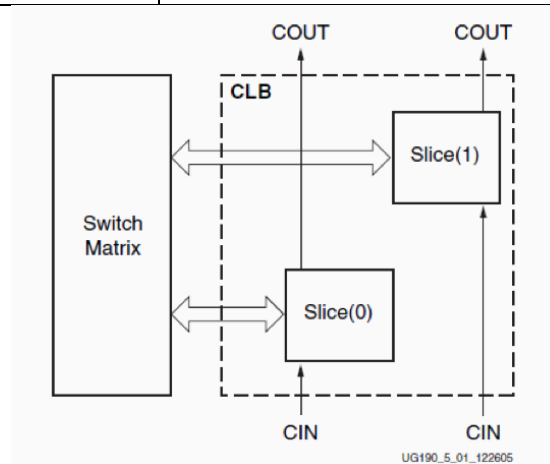 COUT COUT
CLB
Slice(1)
Switch
Matrix
Slice(0)
CIN CIN
UG190_5_01_122605